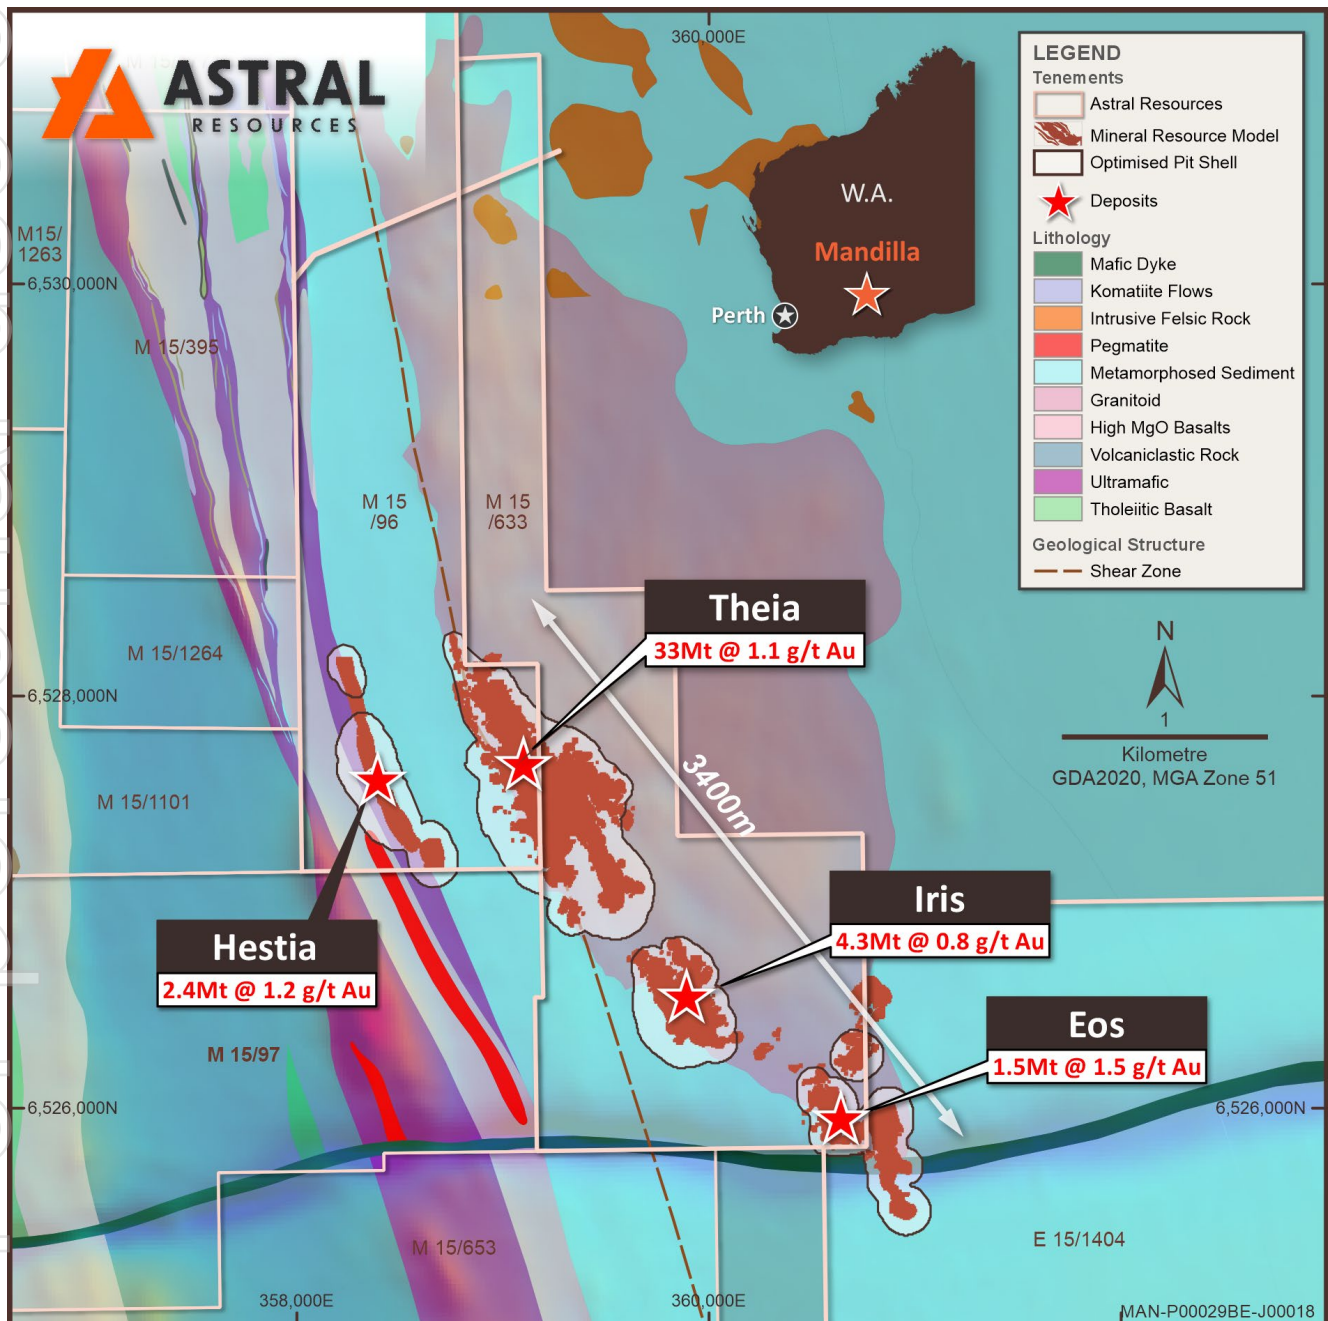 ASTRAL
RESOURCES
360,000E
LEGEND
Tenements
Astral Resources
Mineral Resource Model
Optimised Pit Shell
Deposits
Lithology
Mafic Dyke
Komatiite Flows
Intrusive Felsic Rock
Pegmatite
Metamorphosed Sediment
Granitoid
High MgO Basalts
Volcaniclastic Rock
Ultramafic
Tholeiitic Basalt
Geological Structure
Shear Zone
W.A.
Mandilla
Perth
M15/
1263
6,530,000N
M 15/395
M 15
/96
M 15
/633
Theia
33Mt @ 1.1 g/t Au
N
1
Kilometre
GDA2020, MGA Zone 51
M 15/1264
6,528,000N
M 15/1101
3400m
Iris
4.3Mt @ 0.8 g/t Au
Hestia
2.4Mt @ 1.2 g/t Au
Eos
1.5Mt @ 1.5 g/t Au
M 15/97
6,526,000N
6,526,000N
M 15/653
E 15/1404
358,000E
360,000E
MAN-P00029BE-J00018